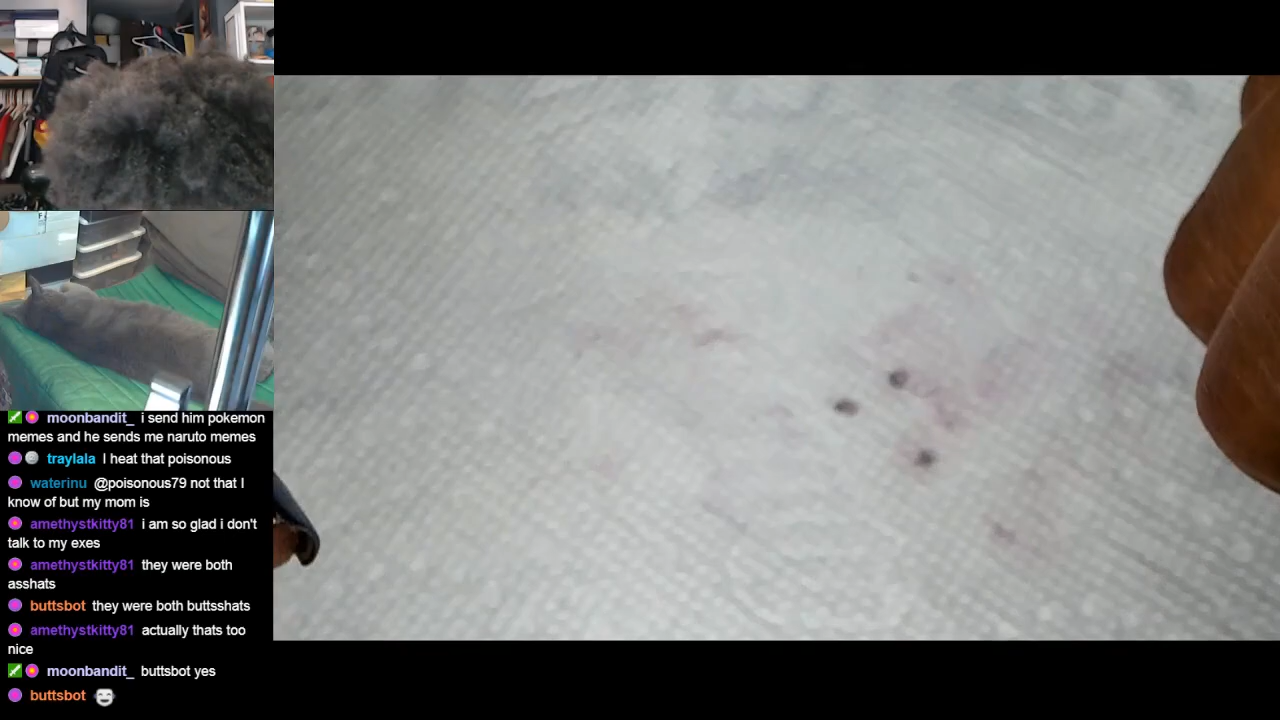 moonbandit_ i send him pokemon
memes and he sends me naruto memes
traylala I heat that poisonous
waterinu @poisonous79 not that I
know of but my mom is
amethystkitty81 i am so glad i don't
talk to my exes
amethystkitty81 they were both
asshats
buttsbot they were both buttsshats
amethystkitty81 actually thats too
nice
moonbandit_ buttsbot yes
buttsbot